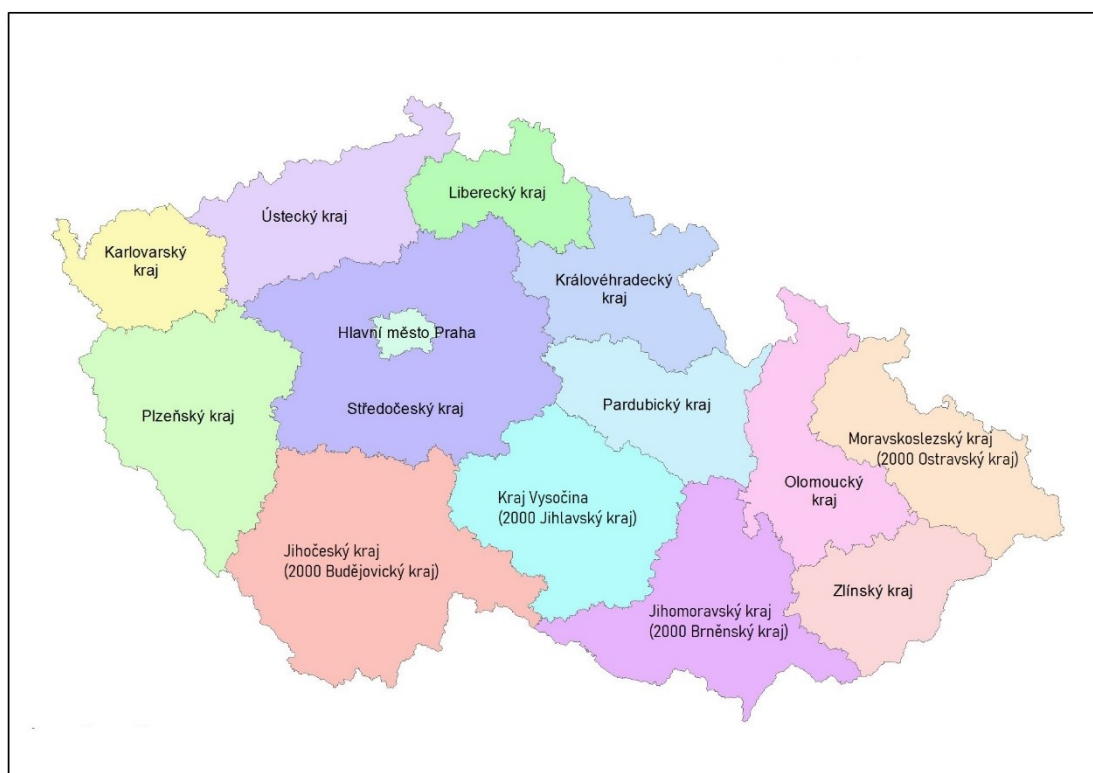 Liberecký kraj
Ústecký kraj
Karlovarský
kraj
Královéhradecký
kraj
Hlavní město Praha
Středočeský kraj
Pardubický kraj
Plzeňský kraj
Moravskoslezský kraj
(2000 Ostravský kraj)
Olomoucký
kraj
Kraj Vysočina
(2000 Jihlavský kraj)
Jihočeský kraj
(2000 Budějovický kraj)
Zlínský kraj
Jihomoravský kraj
(2000 Brněnský kraj)